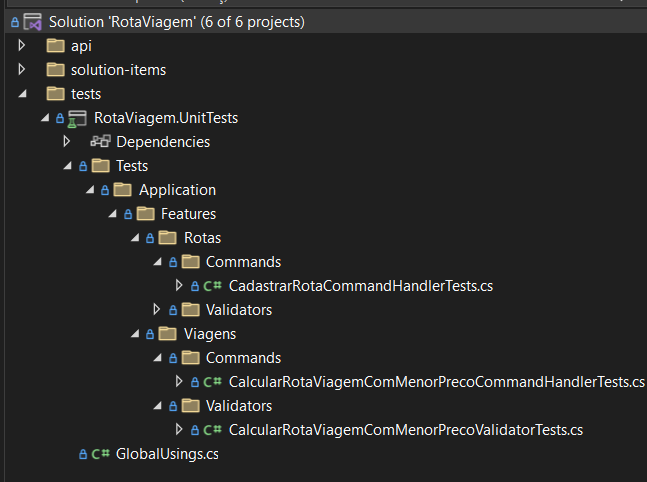 Solution 'RotaViagem' (6 of 6 projects)
api
solution-items
tests
RotaViagem.UnitTests
Dependencies
Tests
Application
Features
Rotas
Commands
C# CadastrarRotaCommandHandlerTests.cs
Validators
Viagens
Commands
C# CalcularRotaViagemComMenorPrecoCommandHandlerTests.cs
Validators
C# CalcularRotaViagemComMenorPrecoValidatorTests.cs
C# GlobalUsings.cs